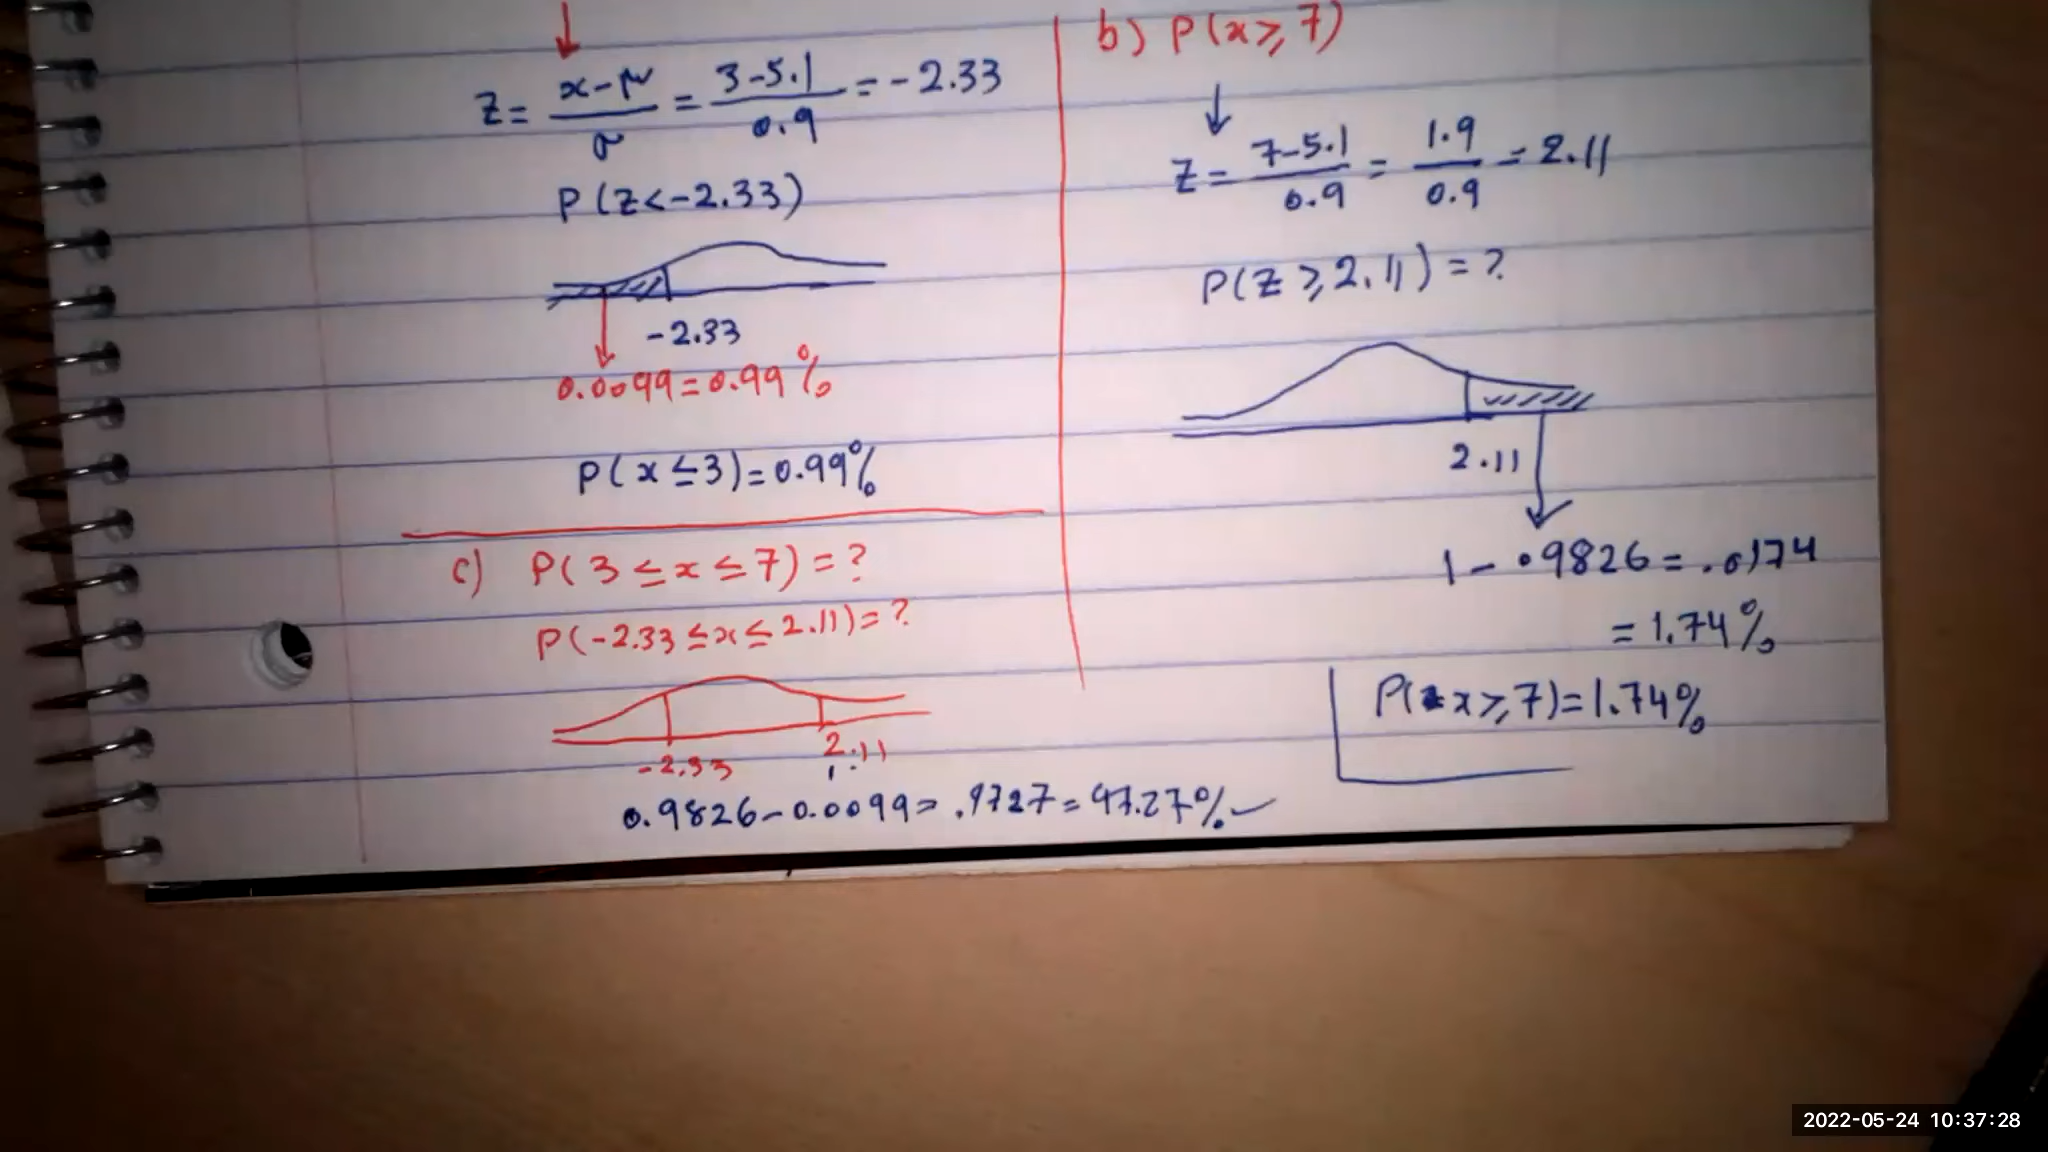 z = x-μ/σ = 3-5.1/0.9 = -2.33
P(z<-2.33)
-2.33
0.0099=0.99%
P(x≤3)=0.99%
c) P(3≤x≤7)=?
P(-2.33≤x≤2.11)=?
-2.33 2.11
0.9826-0.0099= .9727=97.27%
b) P(x≥7)
z = 7-5.1/0.9 = 1.9/0.9 = 2.11
P(z≥2.11)=?
2.11
1-.9826=.0174
=1.74%
P(x≥7)=1.74%
2022-05-24 10:37:28